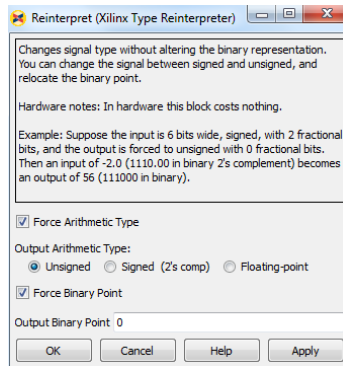 Reinterpret (Xilinx Type Reinterpreter)
Changes signal type without altering the binary representation.
You can change the signal between signed and unsigned, and
relocate the binary point.
Hardware notes: In hardware this block costs nothing.
Example: Suppose the input is 6 bits wide, signed, with 2 fractional
bits, and the output is forced to unsigned with 0 fractional bits.
Then an input of -2.0 (1110.00 in binary 2's complement) becomes
an output of 56 (111000 in binary).
Force Arithmetic Type
Output Arithmetic Type:
Unsigned Signed (2's comp) Floating-point
Force Binary Point
Output Binary Point 0
OK Cancel Help Apply